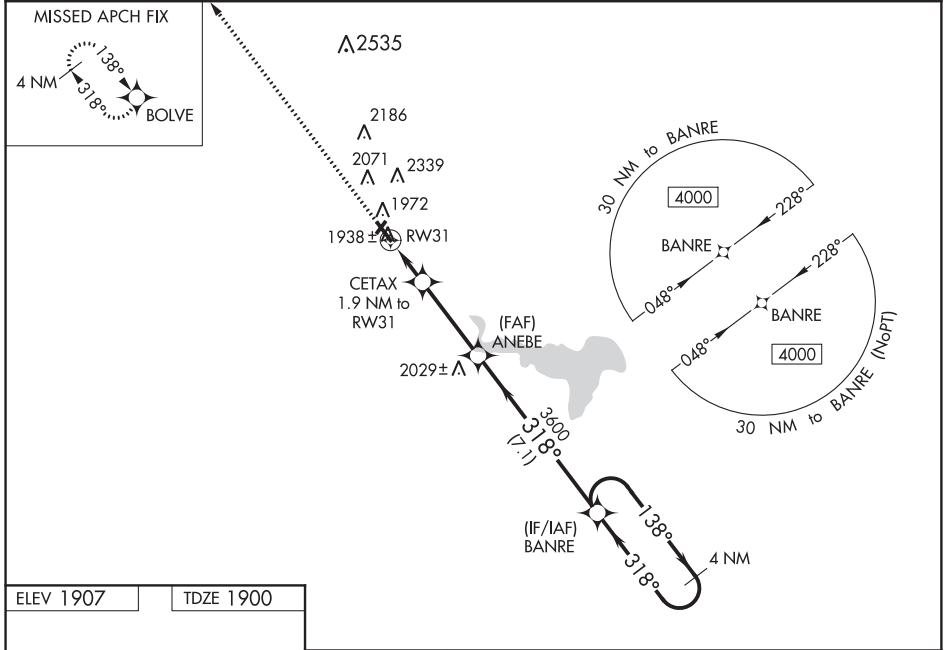 MISSED APCH FIX
138°
4 NM
318°
BOLVE
2535
2186
2071
2339
1972
1938±
RW31
CETAX
1.9 NM to
RW31
(FAF)
ANEBE
2029±
3600
318°
(7.1)
(IF/IAF)
BANRE
138°
318°
4 NM
30 NM to BANRE
4000
228°
BANRE
048°
228°
BANRE
048°
4000
30 NM to BANRE (NoPT)
ELEV 1907
TDZE 1900